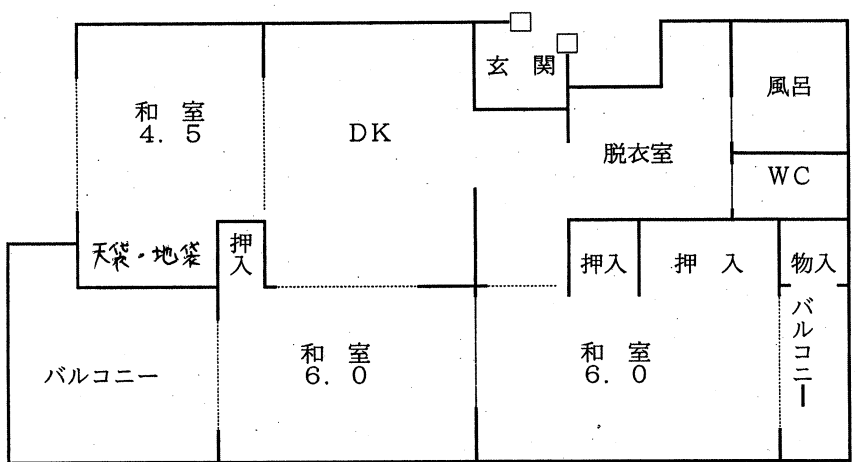 玄 関
風呂
和 室
4. 5
DK
脱衣室
WC
天袋・地袋
押入
押入
押 入
物入
バルコニー
和 室
6. 0
和 室
6. 0
バルコニー